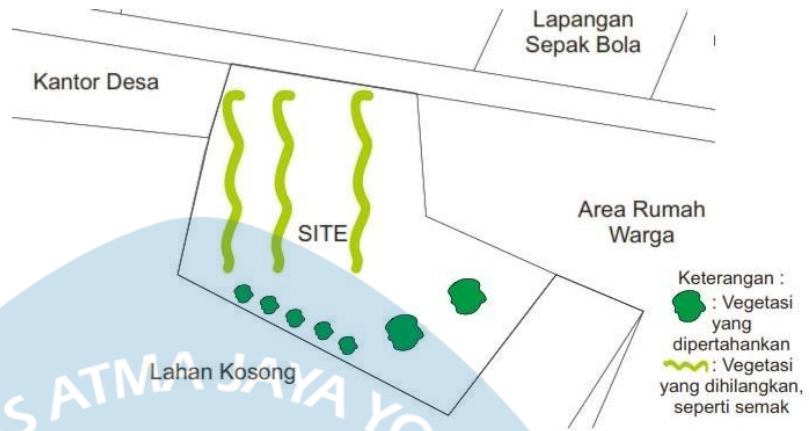 Lapangan
Sepak Bola
Kantor Desa
SITE
Area Rumah
Warga
Keterangan :
: Vegetasi
yang
dipertahankan
: Vegetasi
yang dihilangkan,
seperti semak
Lahan Kosong
S ATMA JAYA YO